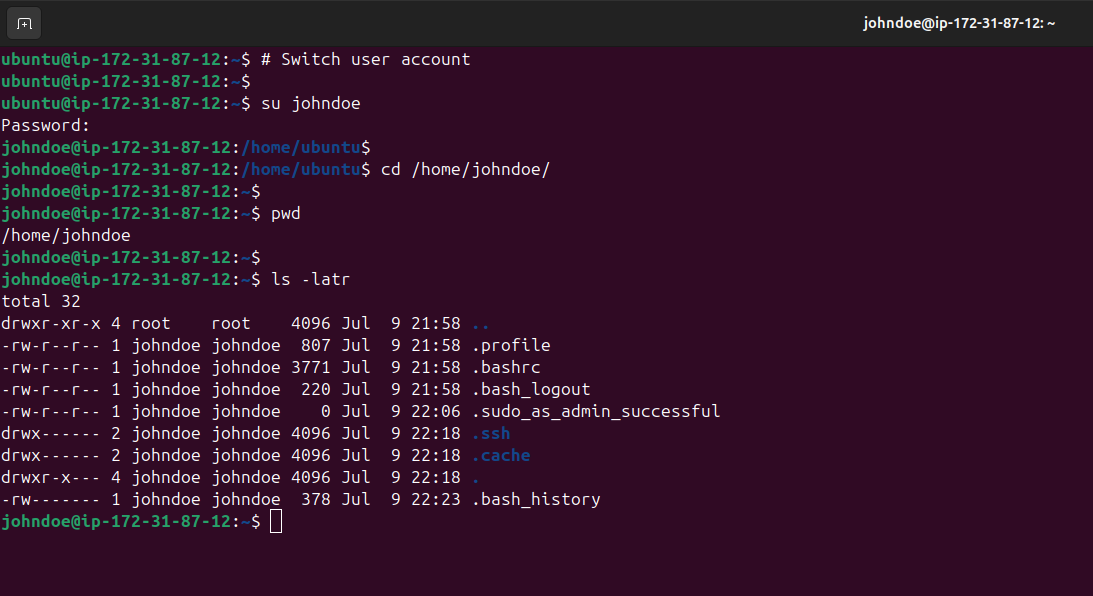 johndoe@ip-172-31-87-12: ~
ubuntu@ip-172-31-87-12:~$ # Switch user account
ubuntu@ip-172-31-87-12:~$
ubuntu@ip-172-31-87-12:~$ su johndoe
Password:
johndoe@ip-172-31-87-12:/home/ubuntu$
johndoe@ip-172-31-87-12:/home/ubuntu$ cd /home/johndoe/
johndoe@ip-172-31-87-12:~$
johndoe@ip-172-31-87-12:~$ pwd
/home/johndoe
johndoe@ip-172-31-87-12:~$
johndoe@ip-172-31-87-12:~$ ls -latr
total 32
drwxr-xr-x 4 root    root    4096 Jul  9 21:58 ..
-rw-r--r-- 1 johndoe johndoe  807 Jul  9 21:58 .profile
-rw-r--r-- 1 johndoe johndoe 3771 Jul  9 21:58 .bashrc
-rw-r--r-- 1 johndoe johndoe  220 Jul  9 21:58 .bash_logout
-rw-r--r-- 1 johndoe johndoe    0 Jul  9 22:06 .sudo_as_admin_successful
drwx------ 2 johndoe johndoe 4096 Jul  9 22:18 .ssh
drwx------ 2 johndoe johndoe 4096 Jul  9 22:18 .cache
drwxr-x--- 4 johndoe johndoe 4096 Jul  9 22:18 .
-rw------- 1 johndoe johndoe  378 Jul  9 22:23 .bash_history
johndoe@ip-172-31-87-12:~$